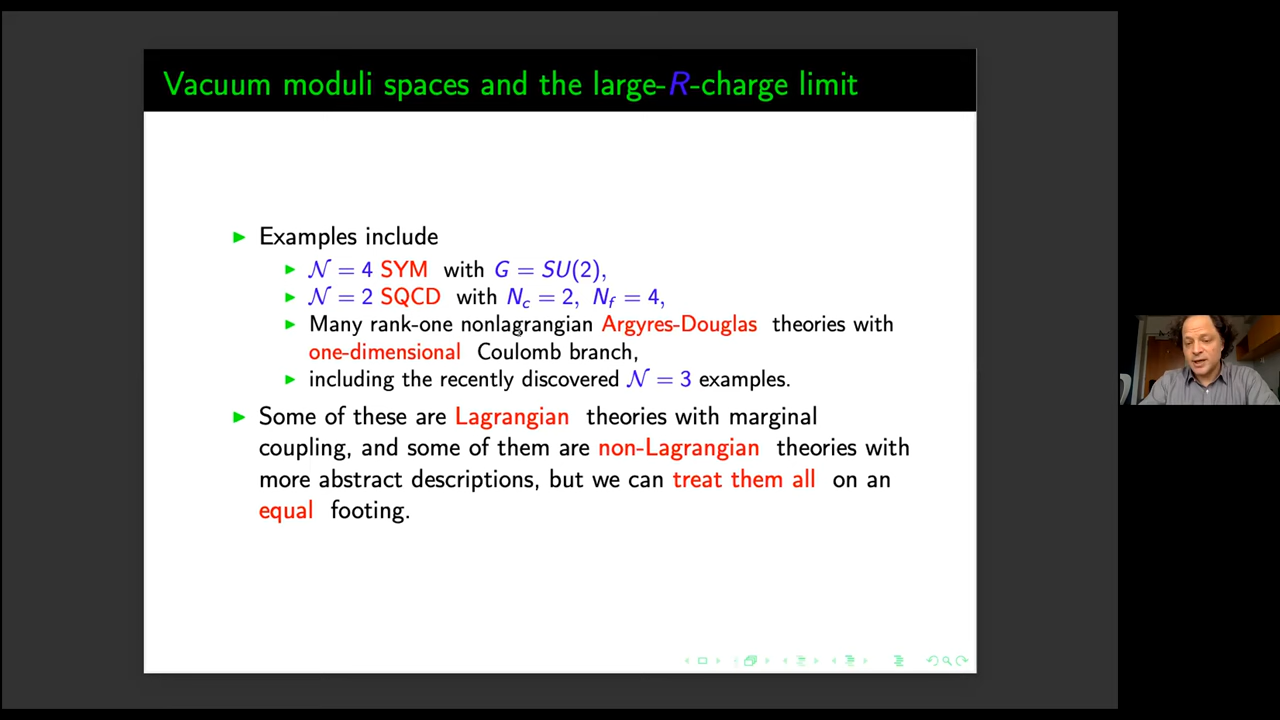 Vacuum moduli spaces and the large-R-charge limit
Examples include
𝒩 = 4 SYM with G = SU(2),
𝒩 = 2 SQCD with N_c = 2, N_f = 4,
Many rank-one nonlagrangian Argyres-Douglas theories with
one-dimensional Coulomb branch,
including the recently discovered 𝒩 = 3 examples.
Some of these are Lagrangian theories with marginal
coupling, and some of them are non-Lagrangian theories with
more abstract descriptions, but we can treat them all on an
equal footing.